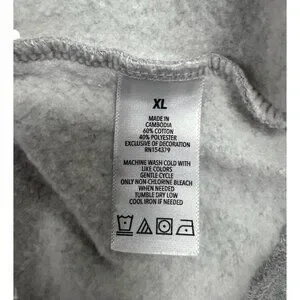 XL
MADE IN
CAMBODIA
60% COTTON
40% POLYESTER
EXCLUSIVE OF DECORATION
RN154379
MACHINE WASH COLD WITH
LIKE COLORS
GENTLE CYCLE
ONLY NON-CHLORINE BLEACH
WHEN NEEDED
TUMBLE DRY LOW
COOL IRON IF NEEDED